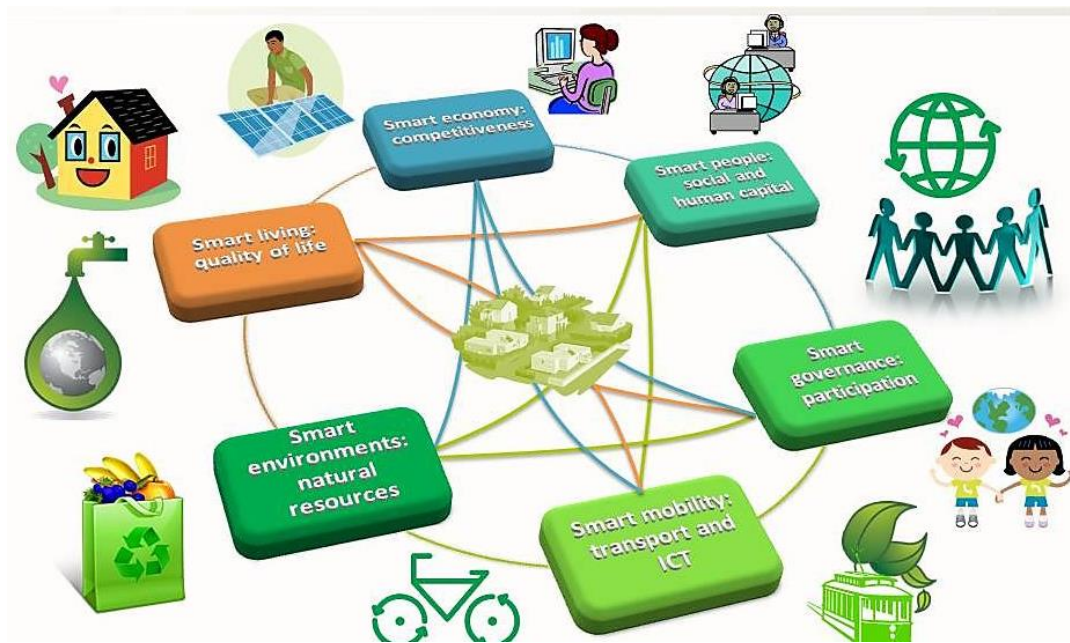 Smart economy:
competitiveness
Smart people:
social and
human capital
Smart living:
quality of life
Smart
governance:
participation
Smart
environments:
natural
resources
Smart mobility:
transport and
ICT